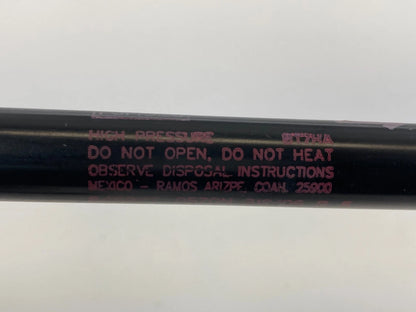 HIGH PRESSURE
DO NOT OPEN, DO NOT HEAT
OBSERVE DISPOSAL INSTRUCTIONS
MEXICO - RAMOS ARIZPE, COAH. 25900